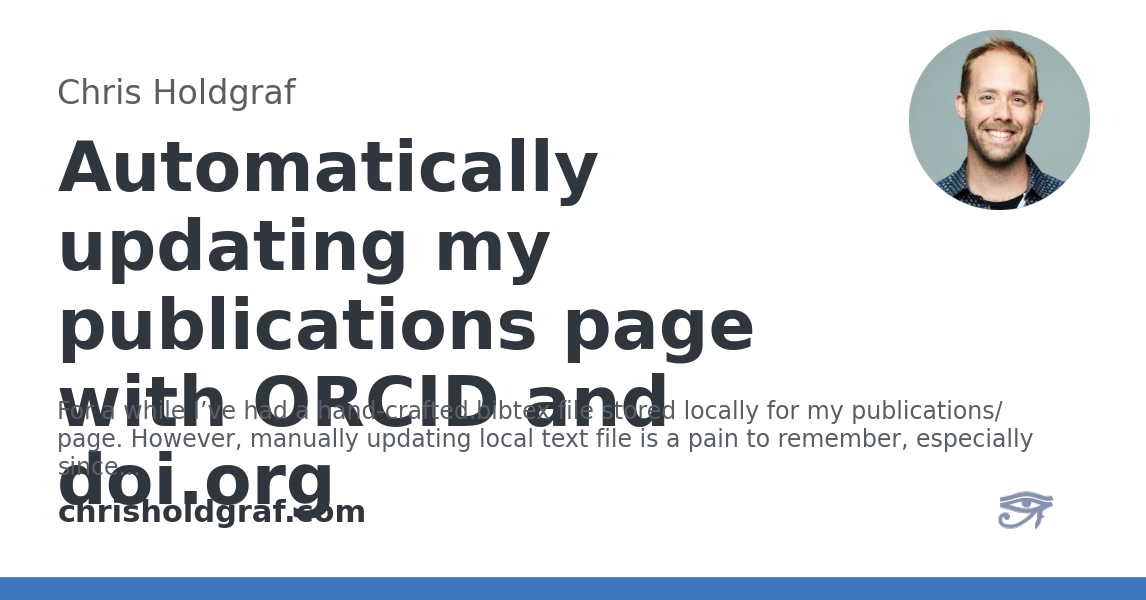 Chris Holdgraf
Automatically
updating my
publications page
with ORCID and
doi.org
For a while I’ve had a hand-crafted.bibtex file stored locally for my publications/
page. However, manually updating local text file is a pain to remember, especially
since...
chrisholdgraf.com